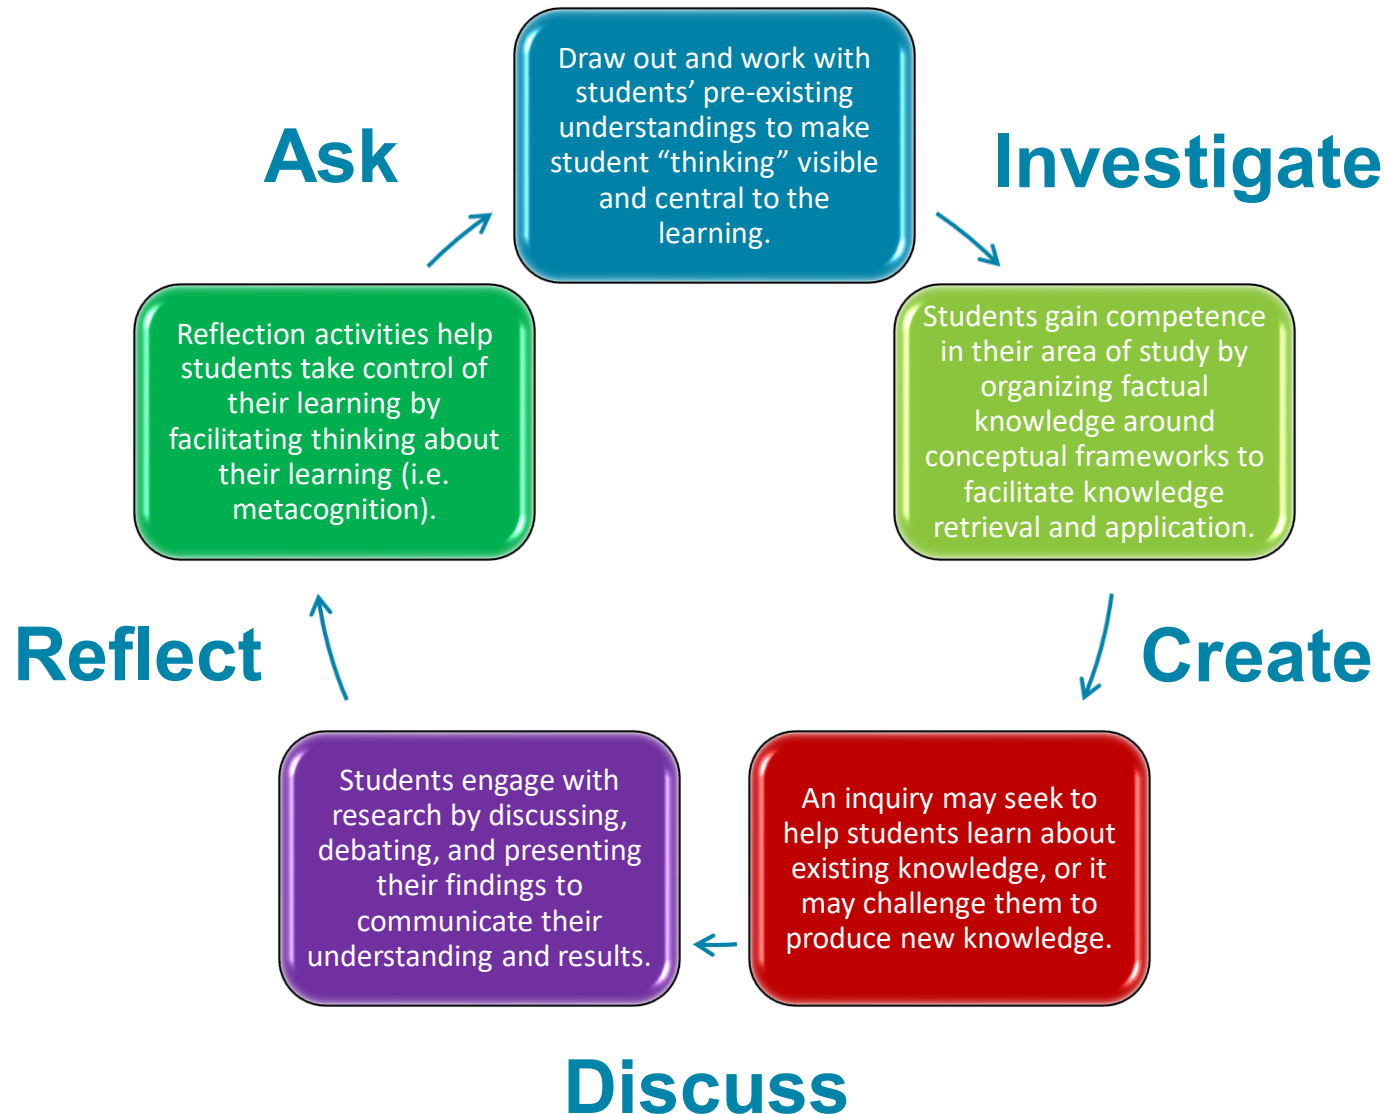 Ask
Draw out and work with
students’ pre-existing
understandings to make
student “thinking” visible
and central to the
learning.
Investigate
Students gain competence
in their area of study by
organizing factual
knowledge around
conceptual frameworks to
facilitate knowledge
retrieval and application.
Create
An inquiry may seek to
help students learn about
existing knowledge, or it
may challenge them to
produce new knowledge.
Discuss
Students engage with
research by discussing,
debating, and presenting
their findings to
communicate their
understanding and results.
Reflect
Reflection activities help
students take control of
their learning by
facilitating thinking about
their learning (i.e.
metacognition).